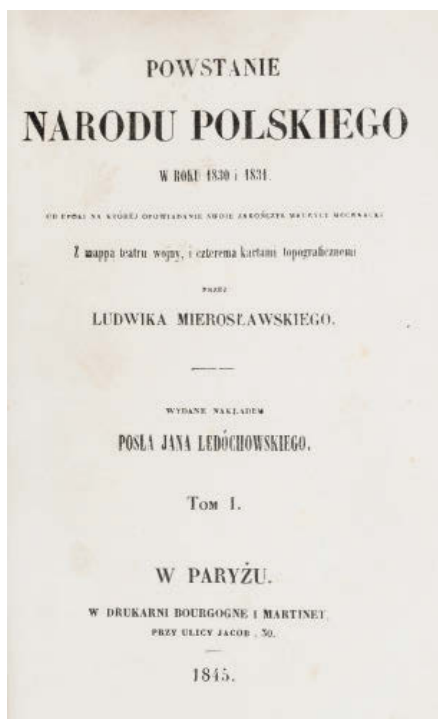 POWSTANIE
NARODU POLSKIEGO
W ROKU 1830 i 1831.
OD EPOKI NA KTÓRÉJ OPOWIADANIE SWOJE ZAKOŃCZYŁ MAURYCY MOCHNACKI
Z mappą teatru wojny, i czterema kartami topograficznemi
PRZEZ
LUDWIKA MIEROSŁAWSKIEGO.
WYDANE NAKŁADEM
POSŁA JANA LEDÓCHOWSKIEGO.
TOM I.
W PARYŻU.
W DRUKARNI BOURGOGNE I MARTINET,
PRZY ULICY JACOB, 30.
1845.